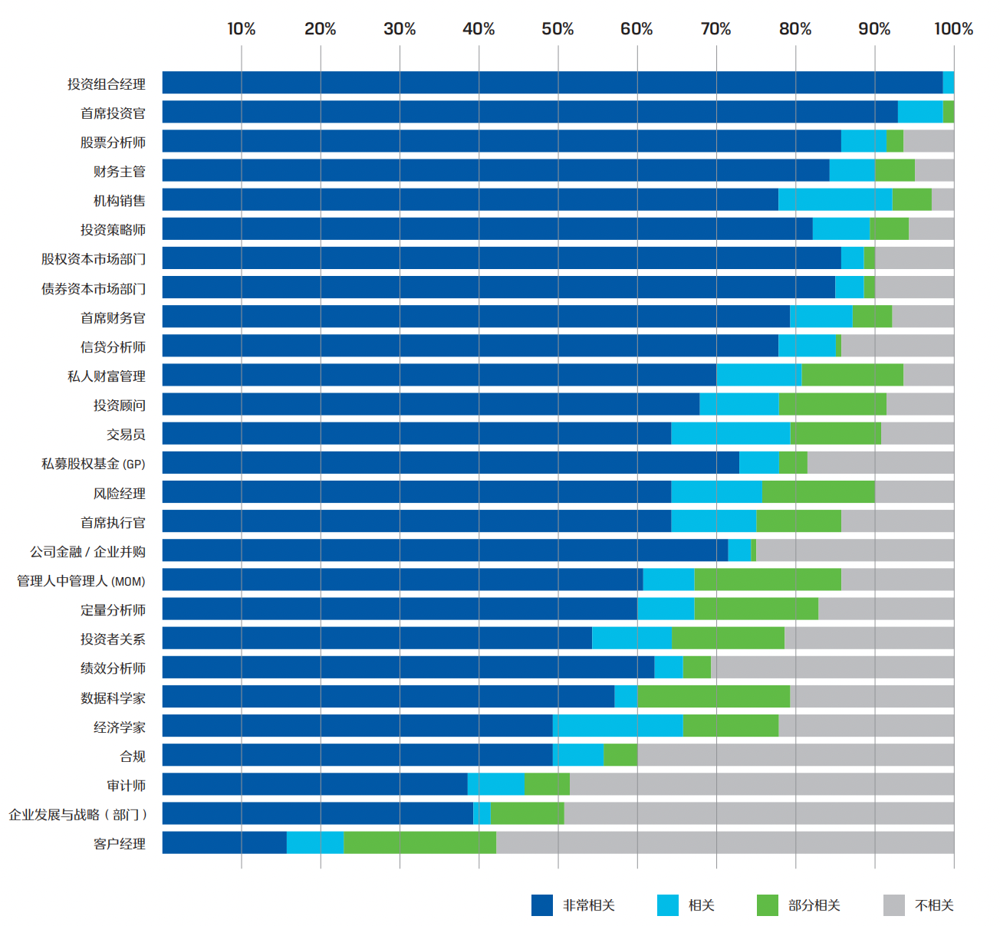 10% 20% 30% 40% 50% 60% 70% 80% 90% 100%
投资组合经理
首席投资官
股票分析师
财务主管
机构销售
投资策略师
股权资本市场部门
债券资本市场部门
首席财务官
信贷分析师
私人财富管理
投资顾问
交易员
私募股权基金 (GP)
风险经理
首席执行官
公司金融 / 企业并购
管理人中管理人 (MOM)
定量分析师
投资者关系
绩效分析师
数据科学家
经济学家
合规
审计师
企业发展与战略（部门）
客户经理
非常相关 相关 部分相关 不相关